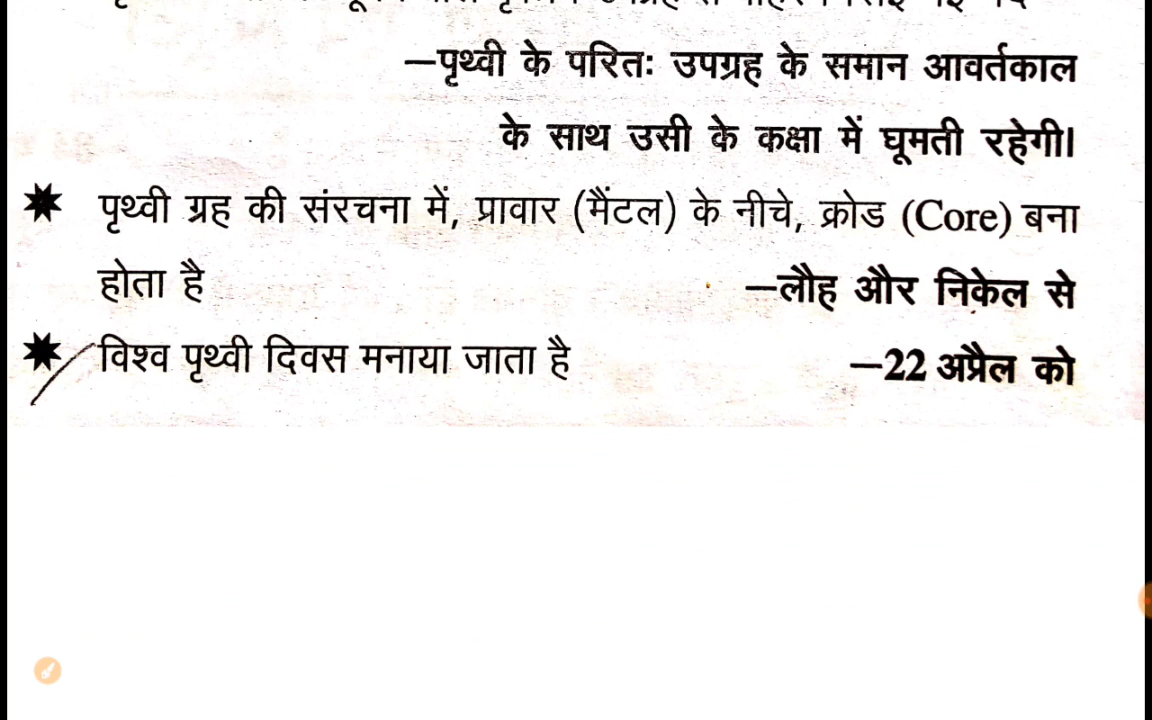 —पृथ्वी के परितः उपग्रह के समान आवर्तकाल
के साथ उसी के कक्षा में घूमती रहेगी।
पृथ्वी ग्रह की संरचना में, प्रावार (मैंटल) के नीचे, क्रोड (Core) बना
होता है —लौह और निकेल से
विश्व पृथ्वी दिवस मनाया जाता है —22 अप्रैल को